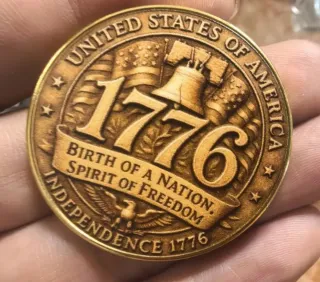 UNITED STATES OF AMERICA
1776
BIRTH OF A NATION,
SPIRIT OF FREEDOM
INDEPENDENCE 1776